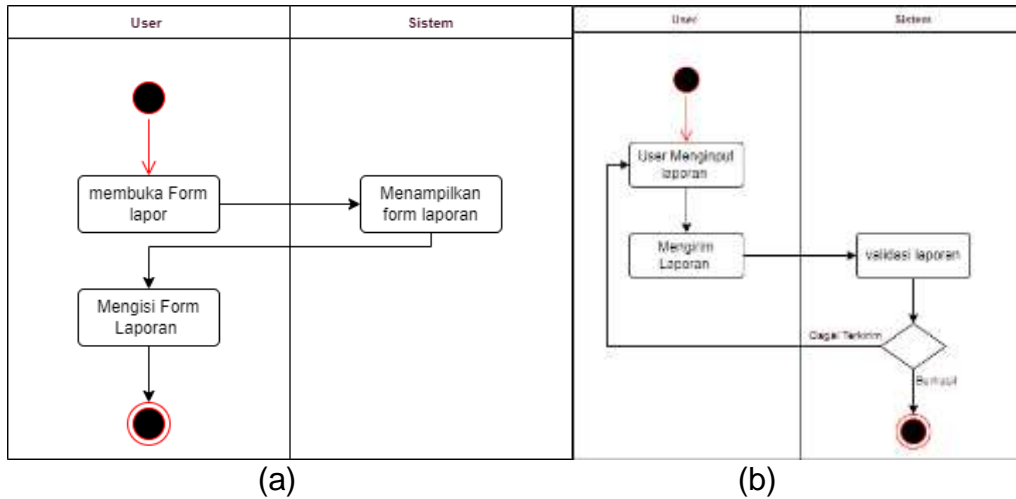 User
Sistem
membuka Form
lapor
Menampilkan
form laporan
Mengisi Form
Laporan
(a)
User
Sistem
User Menginput
laporan
Mengirim
Laporan
validasi laporan
Gagal Terkirim
Berhasil
(b)